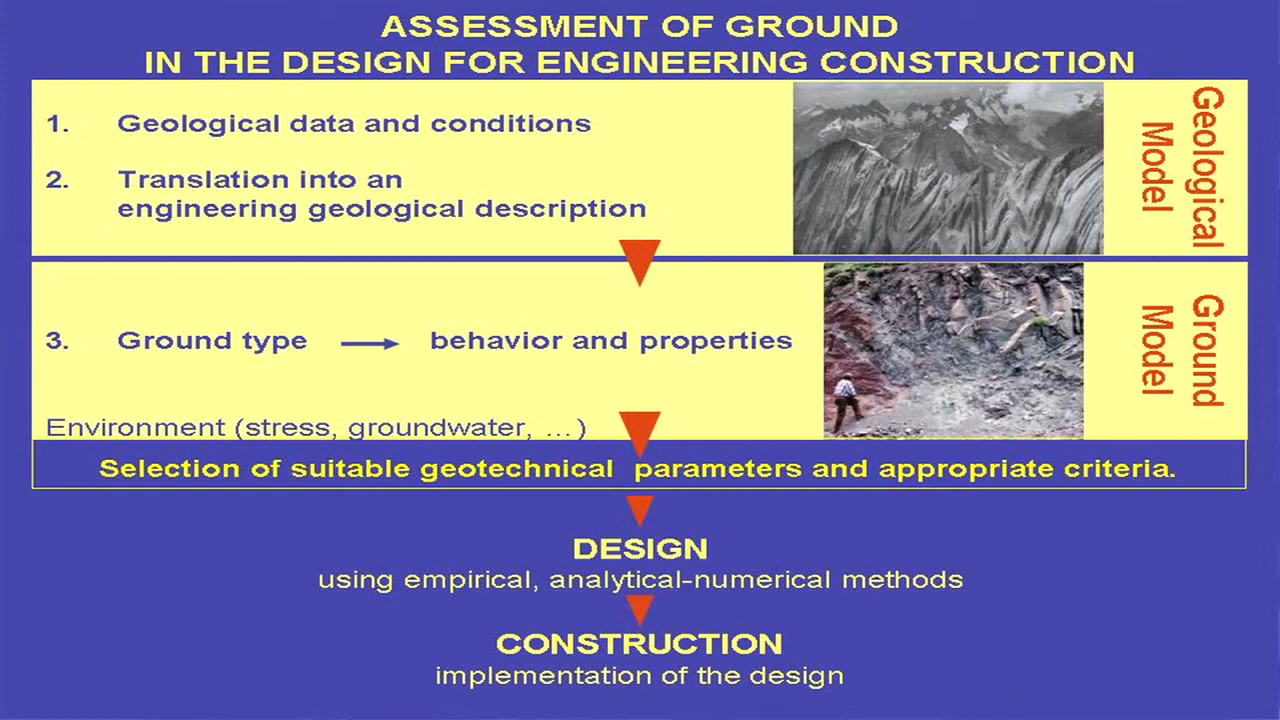 ASSESSMENT OF GROUND
IN THE DESIGN FOR ENGINEERING CONSTRUCTION
1. Geological data and conditions
2. Translation into an
engineering geological description
Geological
Model
3. Ground type → behavior and properties
Environment (stress, groundwater, ...)
Ground
Model
Selection of suitable geotechnical parameters and appropriate criteria.
DESIGN
using empirical, analytical-numerical methods
CONSTRUCTION
implementation of the design